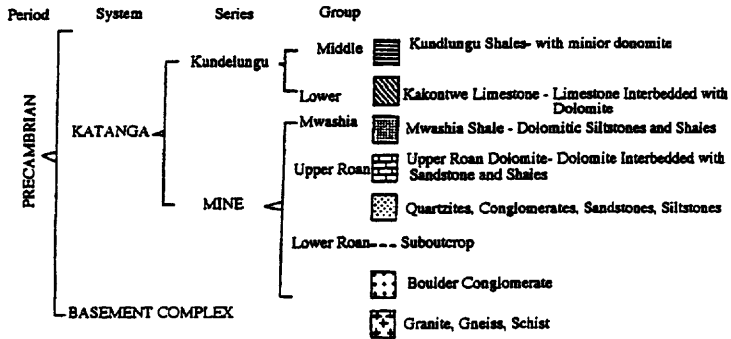 Period System Series Group
Middle Kundlungu Shales- with minior donomite
Kundelungu
Lower Kakontwe Limestone - Limestone Interbedded with
Dolomite
Mwashia Mwashia Shale - Dolomitic Siltstones and Shales
KATANGA
PRECAMBRIAN
Upper Roan Upper Roan Dolomite- Dolomite Interbedded with
Sandstone and Shales
MINE Quartzites, Conglomerates, Sandstones, Siltstones
Lower Roan --- Suboutcrop
Boulder Conglomerate
BASEMENT COMPLEX
Granite, Gneiss, Schist